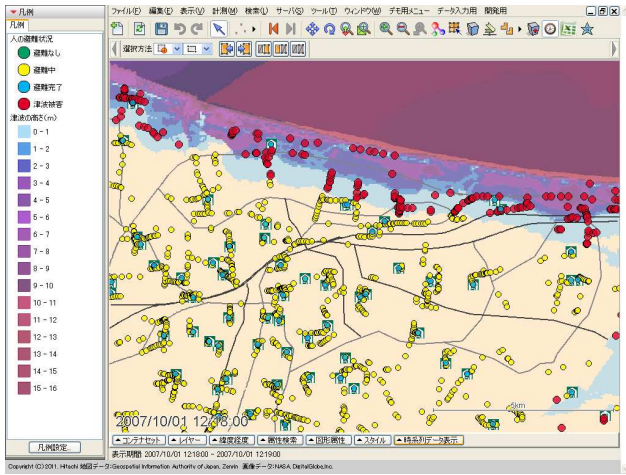 凡例
ファイル(F) 編集(E) 表示(V) 計測(M) 検索(L) サーバ(S) ツール(T) ウィンドウ(W) デモ用メニュー データ入力用 開発用
凡例
選択方法
人の避難状況
避難なし
避難中
避難完了
津波被害
津波の高さ(m)
0 - 1
1 - 2
2 - 3
3 - 4
4 - 5
5 - 6
6 - 7
7 - 8
8 - 9
9 - 10
10 - 11
11 - 12
12 - 13
13 - 14
14 - 15
15 - 16
5km
2007/10/01 12:18:00
凡例設定...
コンテナセット レイヤー 緯度経度 属性検索 図形属性 スタイル 時系列データ表示
表示期間 2007/10/01 121800 - 2007/10/01 121900
Copyright (C)2011. Hitachi 地図データ:Geospatial Information Authority of Japan, Zenrin 画像データ:NASA, DigitalGlobe,Inc.